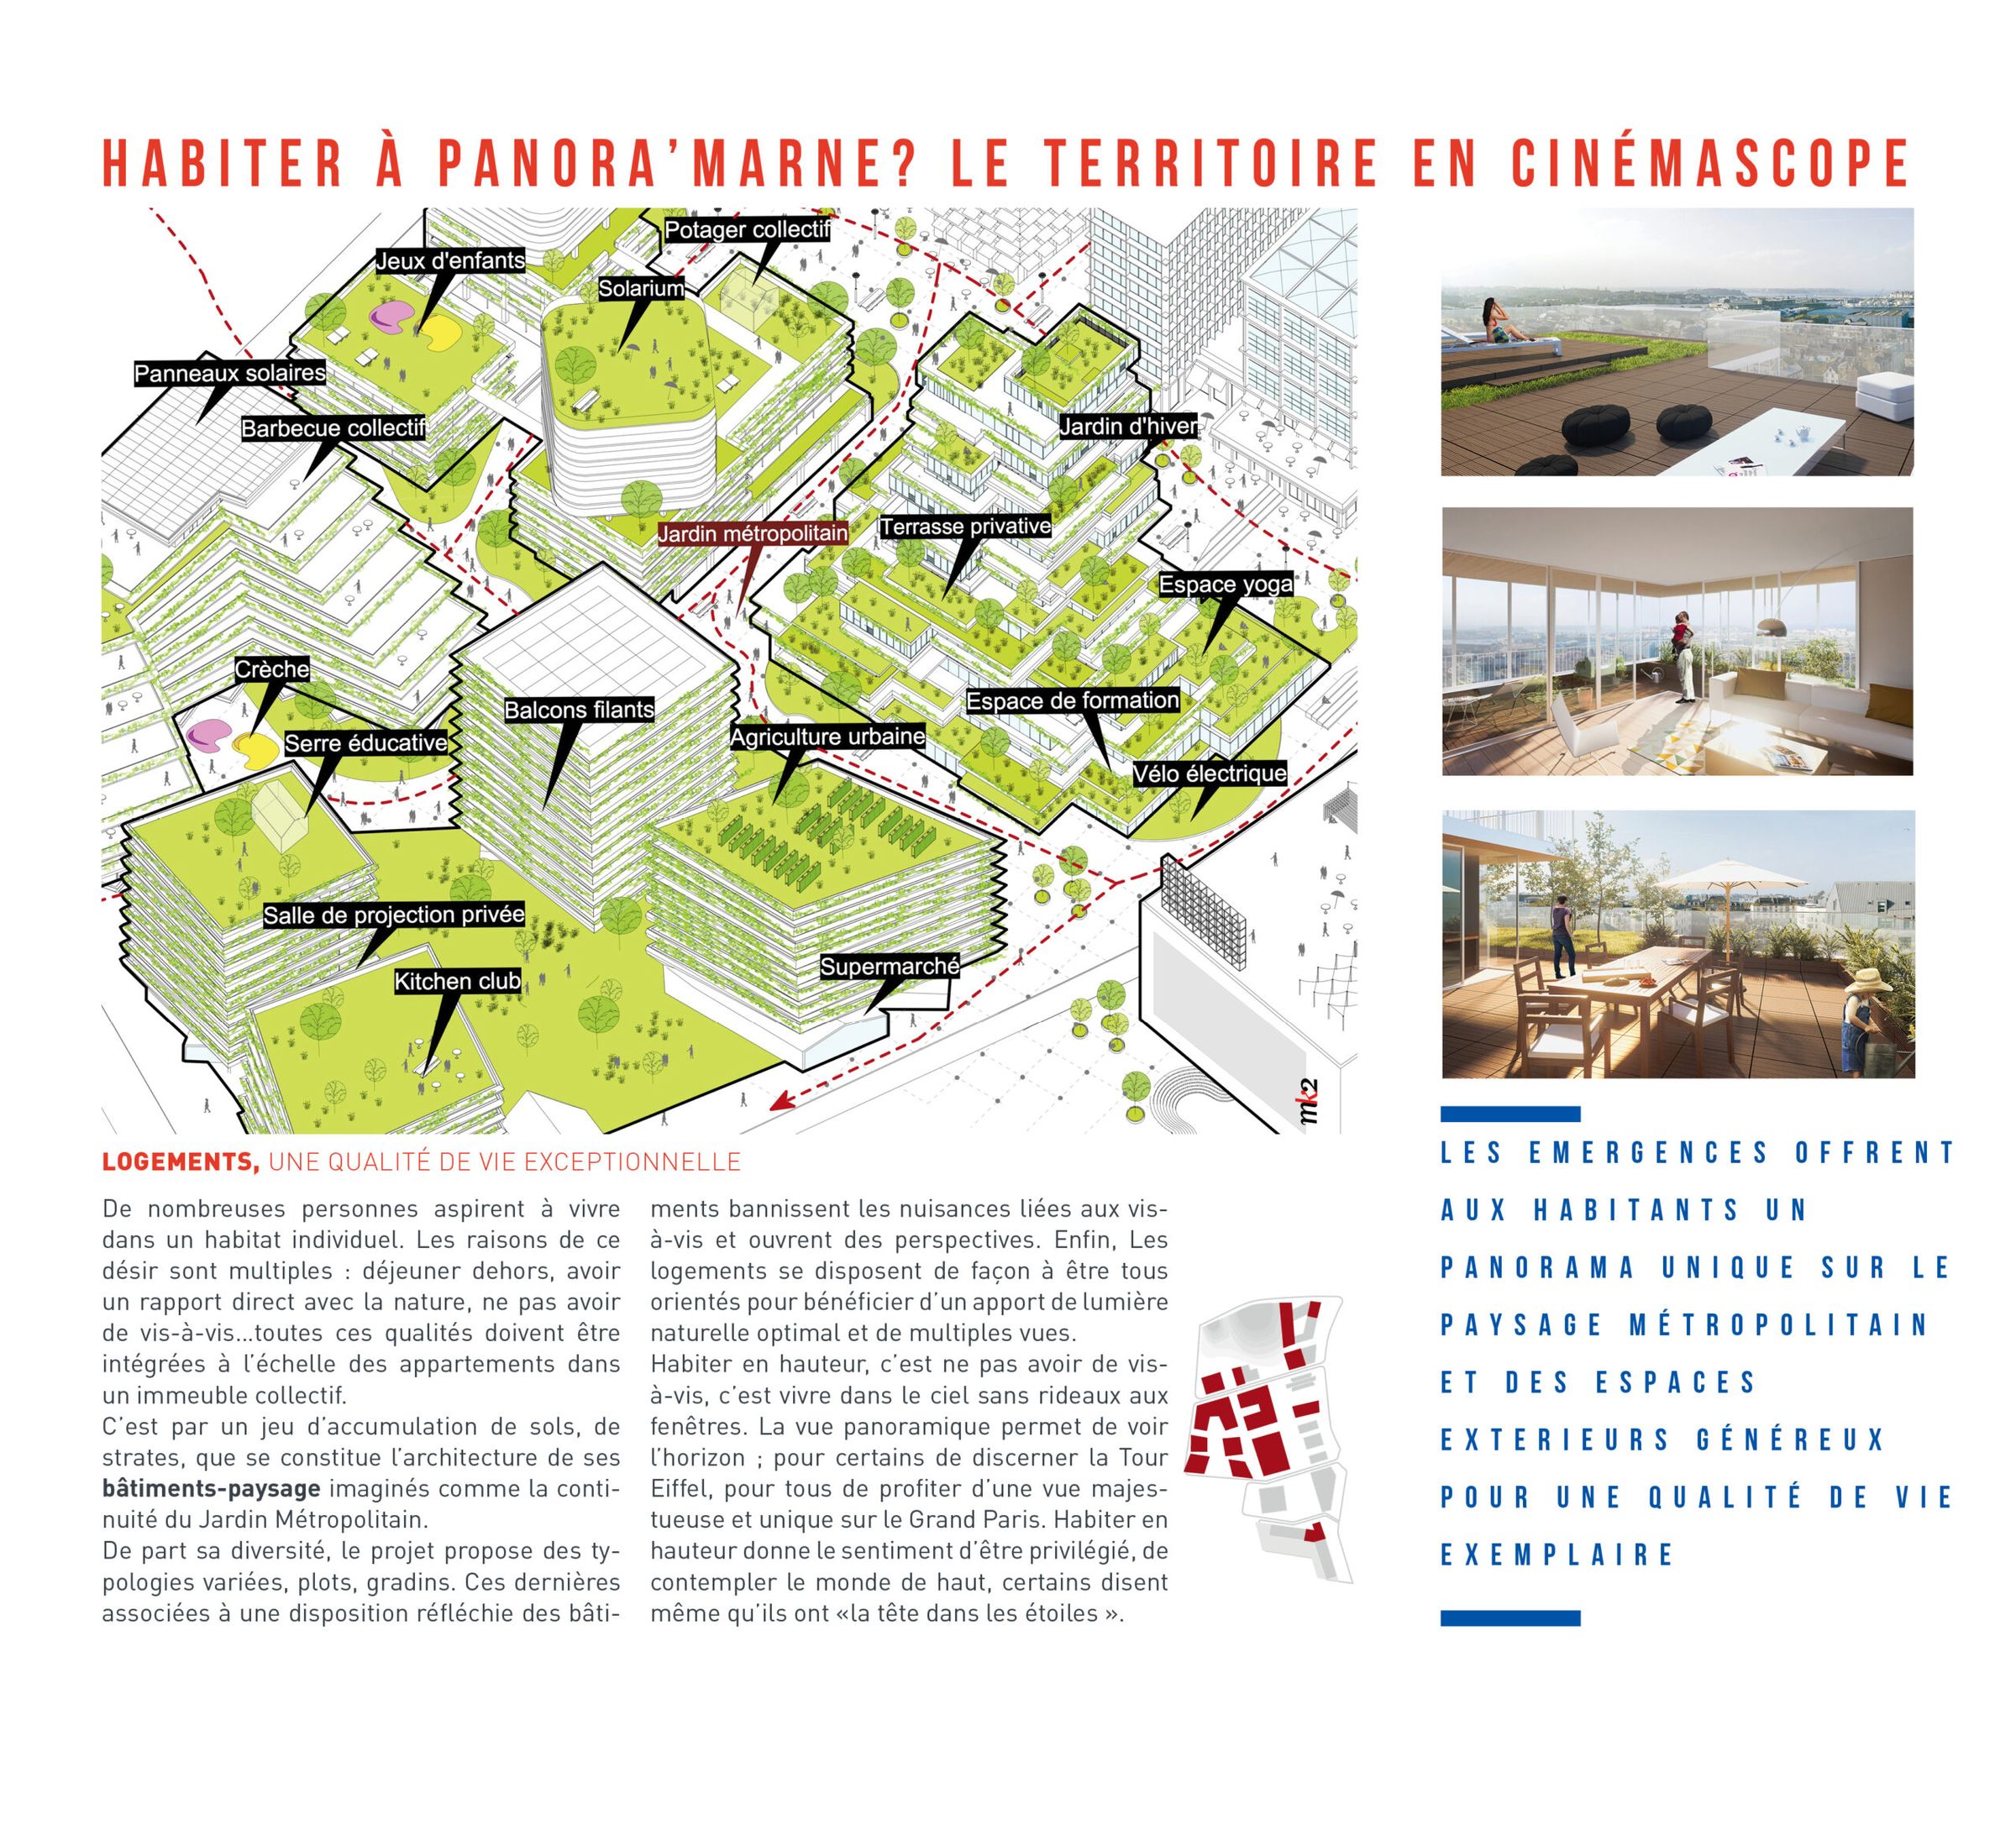 HABITER À PANORA'MARNE? LE TERRITOIRE EN CINÉMASCOPE
Potager collectif
Jeux d'enfants
Solarium
Panneaux solaires
Barbecue collectif
Jardin d'hiver
Jardin métropolitain
Terrasse privative
Espace yoga
Crèche
Balcons filants
Espace de formation
Serre éducative
Agriculture urbaine
Vélo électrique
Salle de projection privée
Supermarché
Kitchen club
mk2
LOGEMENTS, UNE QUALITÉ DE VIE EXCEPTIONNELLE
De nombreuses personnes aspirent à vivre
dans un habitat individuel. Les raisons de ce
désir sont multiples : déjeuner dehors, avoir
un rapport direct avec la nature, ne pas avoir
de vis-à-vis...toutes ces qualités doivent être
intégrées à l'échelle des appartements dans
un immeuble collectif.
C'est par un jeu d'accumulation de sols, de
strates, que se constitue l'architecture de ses
bâtiments-paysage imaginés comme la conti-
nuité du Jardin Métropolitain.
De part sa diversité, le projet propose des ty-
pologies variées, plots, gradins. Ces dernières
associées à une disposition réfléchie des bâti-
ments bannissent les nuisances liées aux vis-
à-vis et ouvrent des perspectives. Enfin, Les
logements se disposent de façon à être tous
orientés pour bénéficier d'un apport de lumière
naturelle optimal et de multiples vues.
Habiter en hauteur, c'est ne pas avoir de vis-
à-vis, c'est vivre dans le ciel sans rideaux aux
fenêtres. La vue panoramique permet de voir
l'horizon ; pour certains de discerner la Tour
Eiffel, pour tous de profiter d'une vue majes-
tueuse et unique sur le Grand Paris. Habiter en
hauteur donne le sentiment d'être privilégié, de
contempler le monde de haut, certains disent
même qu'ils ont «la tête dans les étoiles ».
LES EMERGENCES OFFRENT
AUX HABITANTS UN
PANORAMA UNIQUE SUR LE
PAYSAGE MÉTROPOLITAIN
ET DES ESPACES
EXTERIEURS GÉNÉREUX
POUR UNE QUALITÉ DE VIE
EXEMPLAIRE